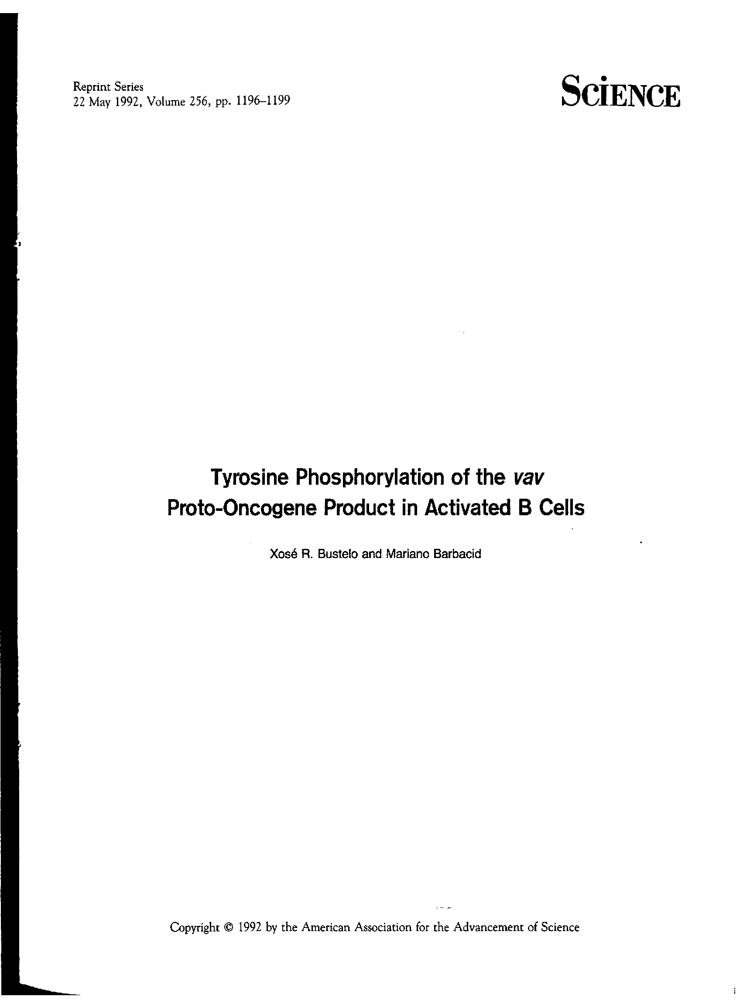 Reprint Series
22 May 1992, Volume 256, pp. 1196–1199
SCiENCE
Tyrosine Phosphorylation of the vav
Proto-Oncogene Product in Activated B Cells
Xosé R. Bustelo and Mariano Barbacid
Copyright © 1992 by the American Association for the Advancement of Science